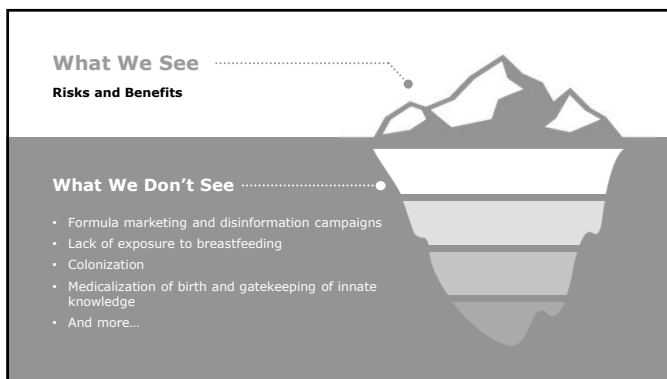 What We See
Risks and Benefits
What We Don’t See
• Formula marketing and disinformation campaigns
• Lack of exposure to breastfeeding
• Colonization
• Medicalization of birth and gatekeeping of innate
knowledge
• And more…